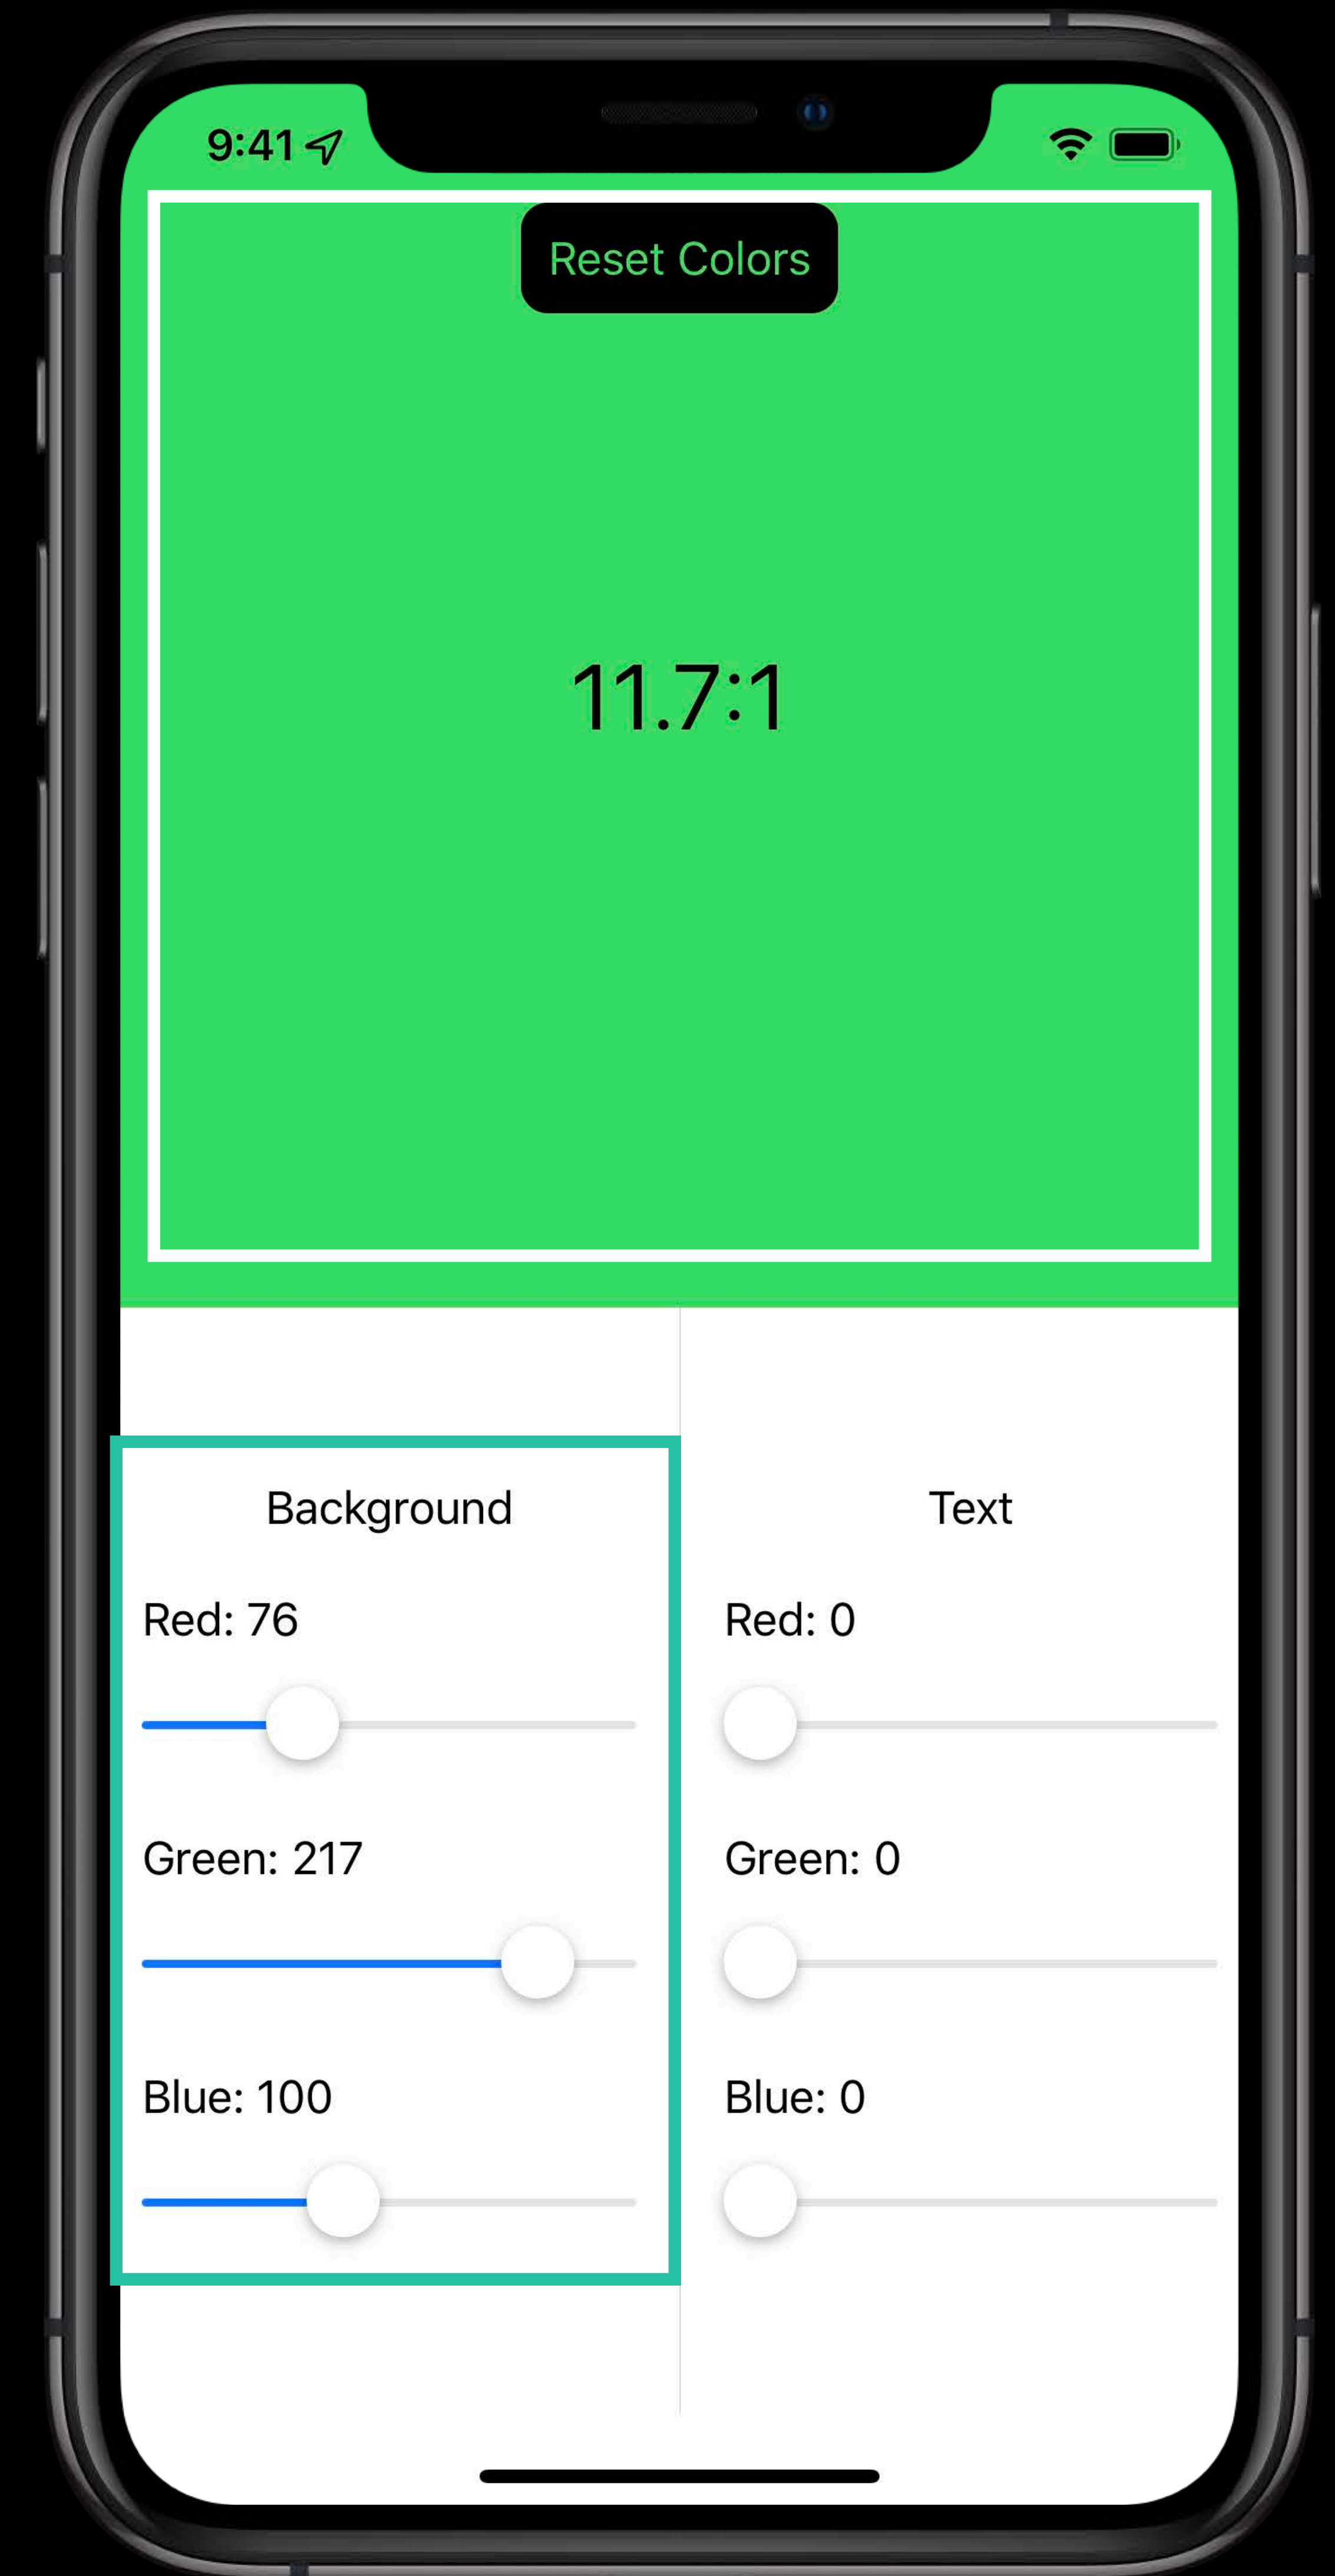 9:41
Reset Colors
11.7:1
Background
Red: 76
Green: 217
Blue: 100
Text
Red: 0
Green: 0
Blue: 0